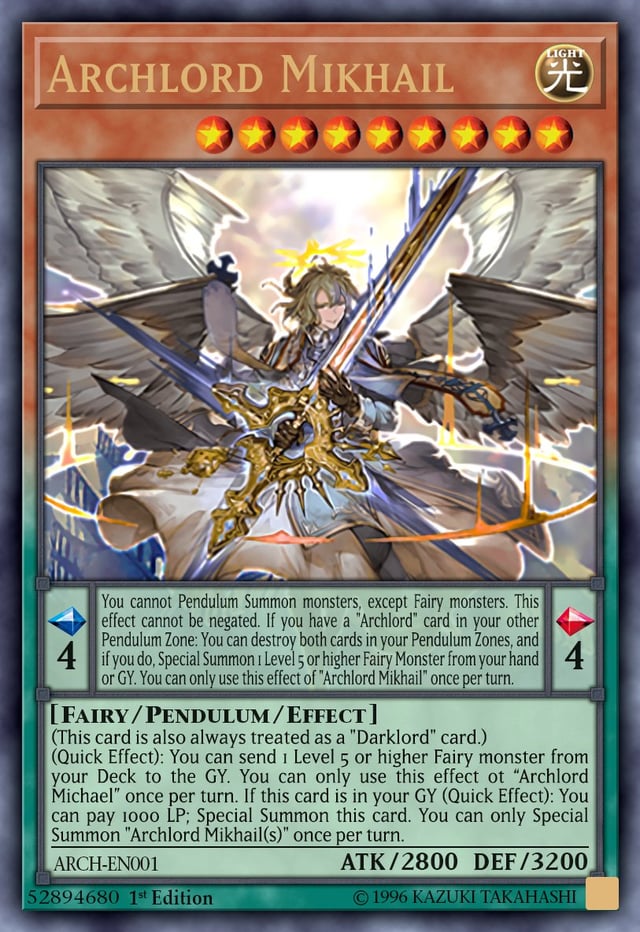 ARCHLORD MIKHAIL
LIGHT
光
You cannot Pendulum Summon monsters, except Fairy monsters. This
effect cannot be negated. If you have a "Archlord" card in your other
Pendulum Zone: You can destroy both cards in your Pendulum Zones, and
if you do, Special Summon 1 Level 5 or higher Fairy Monster from your hand
or GY. You can only use this effect of "Archlord Mikhail" once per turn.
4
4
[FAIRY/PENDULUM/EFFECT]
(This card is also always treated as a "Darklord" card.)
(Quick Effect): You can send 1 Level 5 or higher Fairy monster from
your Deck to the GY. You can only use this effect ot “Archlord
Michael” once per turn. If this card is in your GY (Quick Effect): You
can pay 1000 LP; Special Summon this card. You can only Special
Summon "Archlord Mikhail(s)" once per turn.
ARCH-EN001
ATK/2800 DEF/3200
52894680 1st Edition
©1996 KAZUKI TAKAHASHI